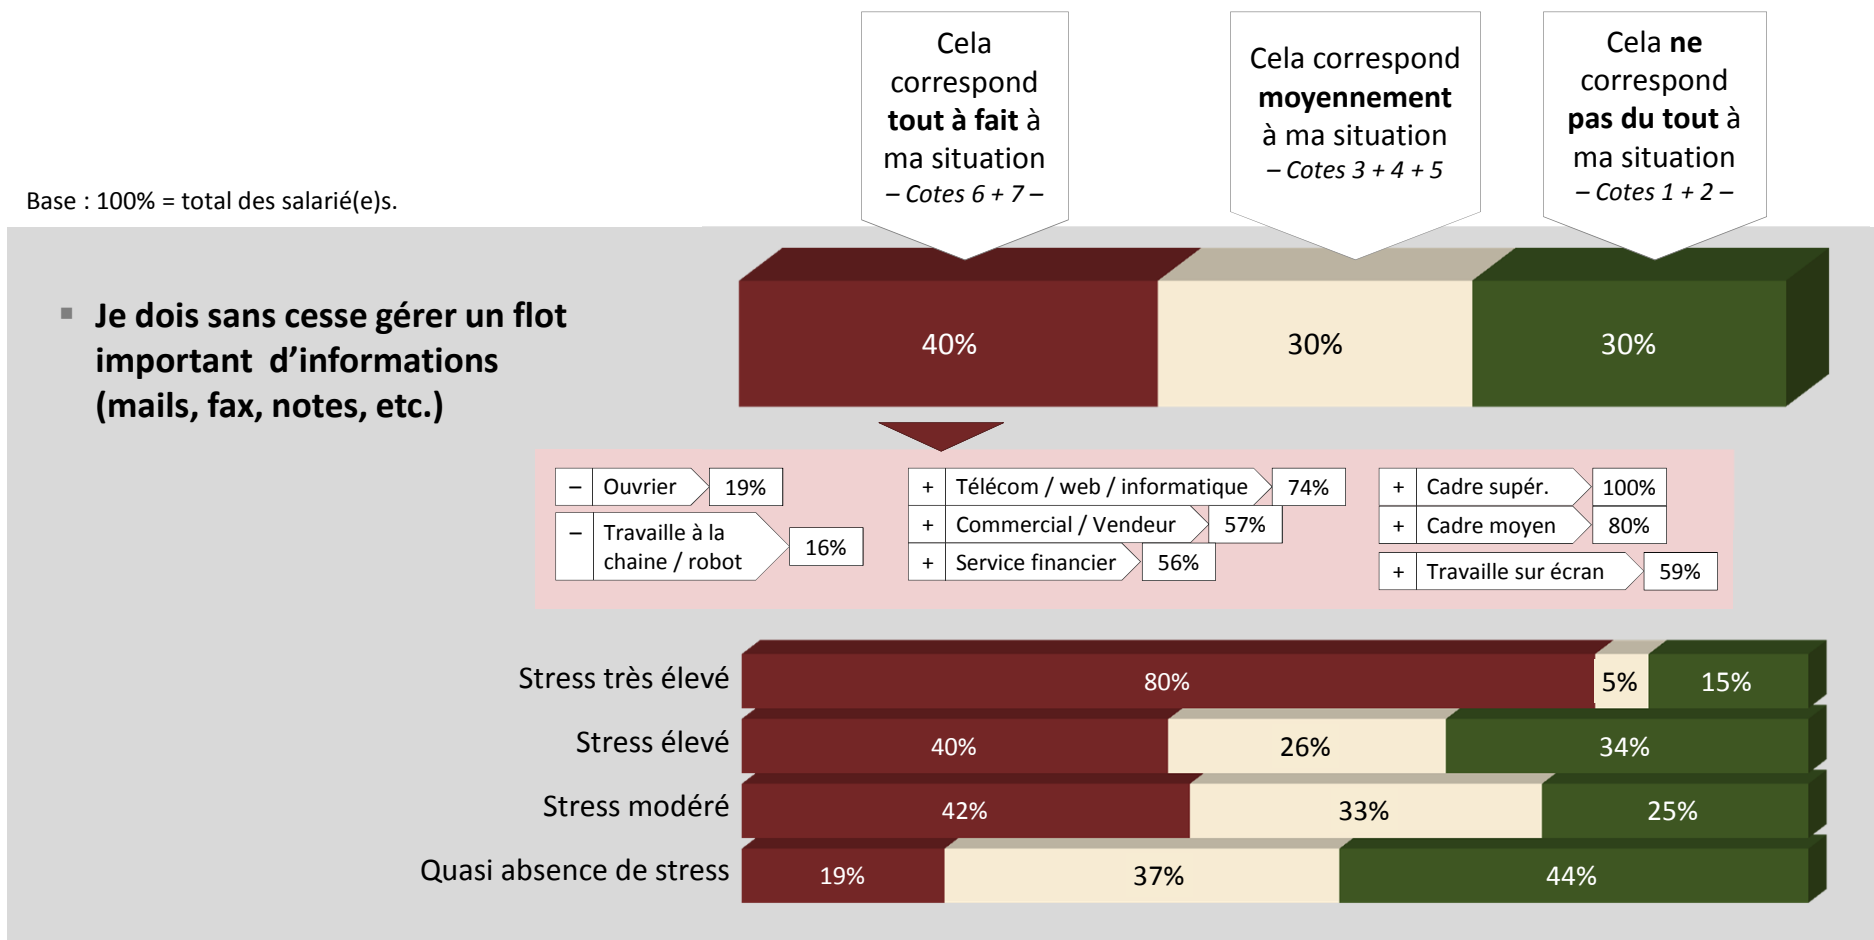 Cela
correspond
tout à fait à
ma situation
– Cotes 6 + 7 –
Cela correspond
moyennement
à ma situation
– Cotes 3 + 4 + 5
Cela ne
correspond
pas du tout à
ma situation
– Cotes 1 + 2 –
Base : 100% = total des salarié(e)s.
▪ Je dois sans cesse gérer un flot
important d’informations
(mails, fax, notes, etc.)
40% 30% 30%
– Ouvrier 19%
– Travaille à la
chaine / robot 16%
+ Télécom / web / informatique 74%
+ Commercial / Vendeur 57%
+ Service financier 56%
+ Cadre supér. 100%
+ Cadre moyen 80%
+ Travaille sur écran 59%
Stress très élevé 80% 5% 15%
Stress élevé 40% 26% 34%
Stress modéré 42% 33% 25%
Quasi absence de stress 19% 37% 44%